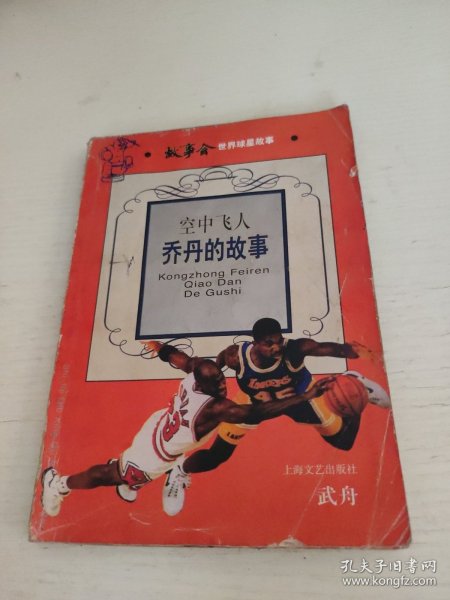 故事会 世界球星故事
空中飞人
乔丹的故事
Kongzhong Feiren
Qiao Dan
De Gushi
上海文艺出版社
武舟
孔夫子旧书网
www.kongfz.com